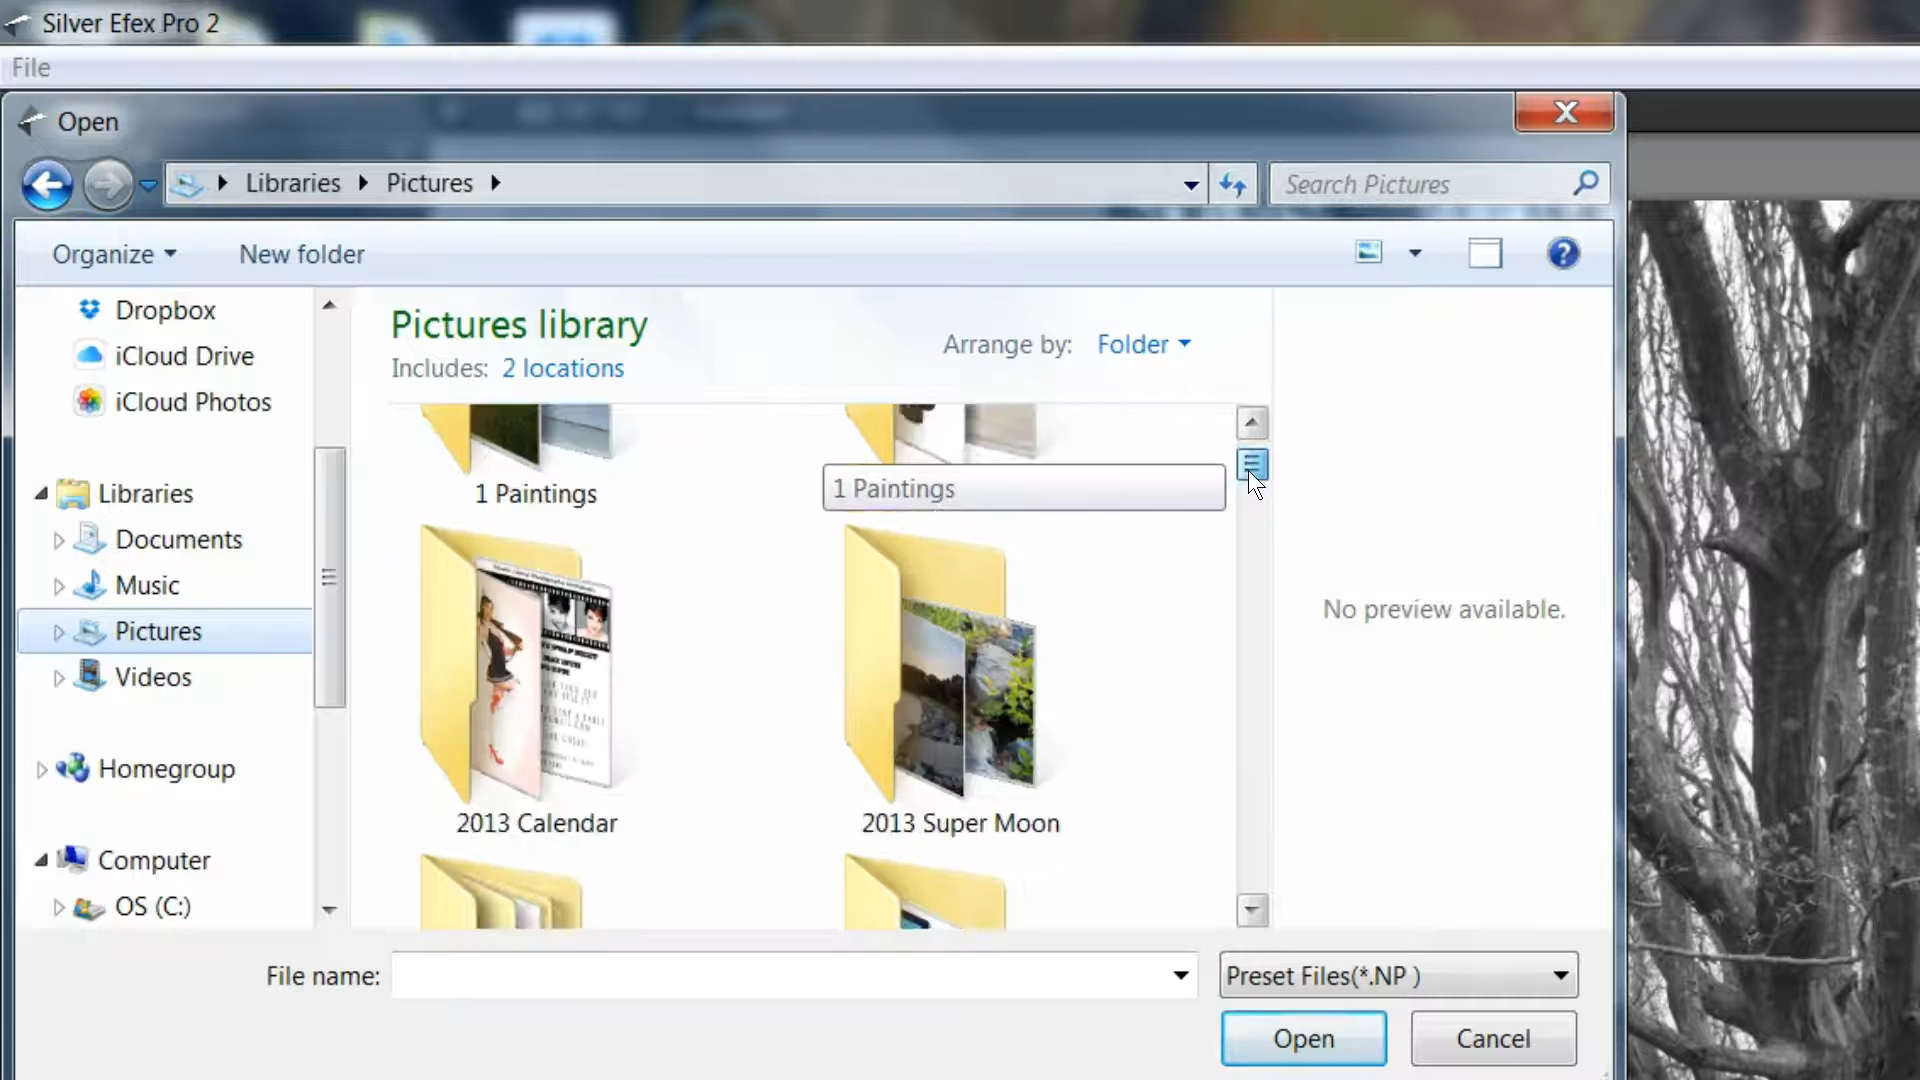 Silver Efex Pro 2
File
Open
Libraries
Pictures
Search Pictures
Organize
New folder
Dropbox
iCloud Drive
iCloud Photos
Libraries
Documents
Music
Pictures
Videos
Homegroup
Computer
OS (C:)
Pictures library
Includes: 2 locations
Arrange by: Folder
1 Paintings
1 Paintings
2013 Calendar
2013 Super Moon
No preview available.
File name:
Preset Files(*.NP )
Open
Cancel